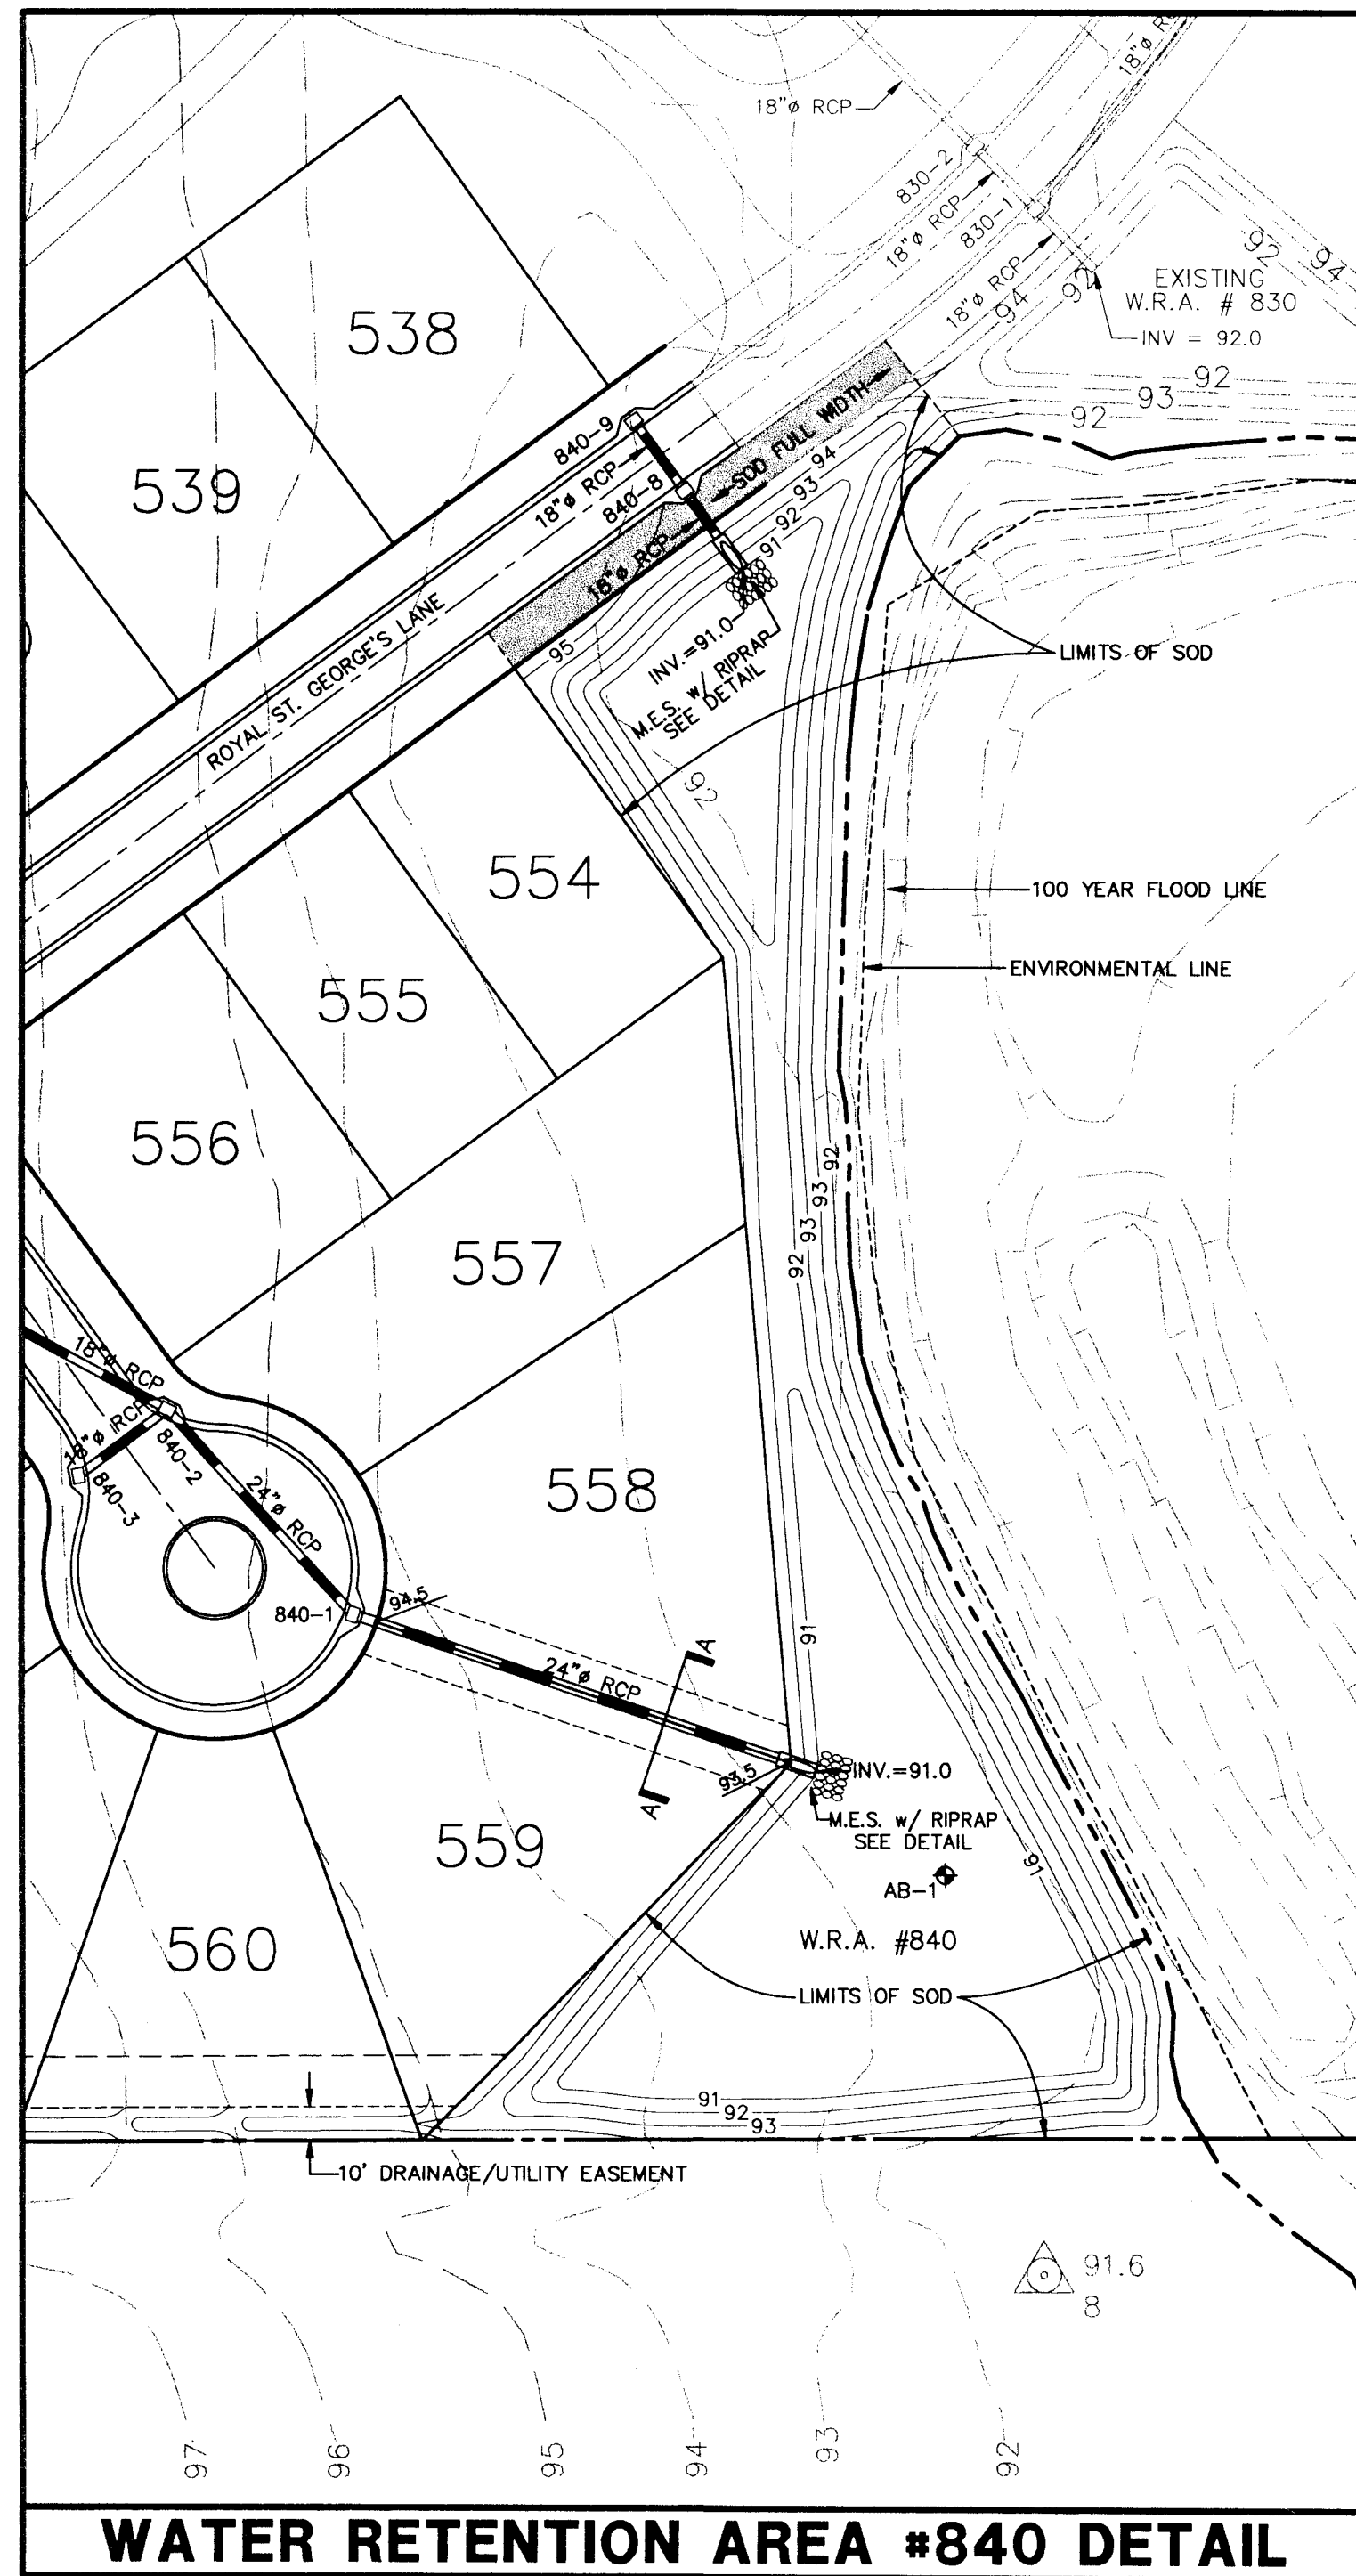 18"ø RCP
18"ø
830-2
18"ø RCP
830-1
18"ø RCP
94
92
92
94
EXISTING
W.R.A. # 830
INV = 92.0
92
93
92
538
539
840-9
18"ø RCP
840-8
18"ø RCP
SOD FULL WIDTH
94
93
92
91
95
INV.=91.0
M.E.S. w/ RIPRAP
SEE DETAIL
LIMITS OF SOD
ROYAL ST. GEORGE'S LANE
92
554
100 YEAR FLOOD LINE
ENVIRONMENTAL LINE
555
556
92
93
93
92
557
18"ø RCP
18"ø RCP
840-2
840-3
24"ø RCP
558
840-1
94.5
24"ø RCP
A
A
91
93.5
INV.=91.0
M.E.S. w/ RIPRAP
SEE DETAIL
91
AB-1
559
W.R.A. #840
560
LIMITS OF SOD
91
92
93
10' DRAINAGE/UTILITY EASEMENT
91.6
8
97
96
95
94
93
92
WATER RETENTION AREA #840 DETAIL